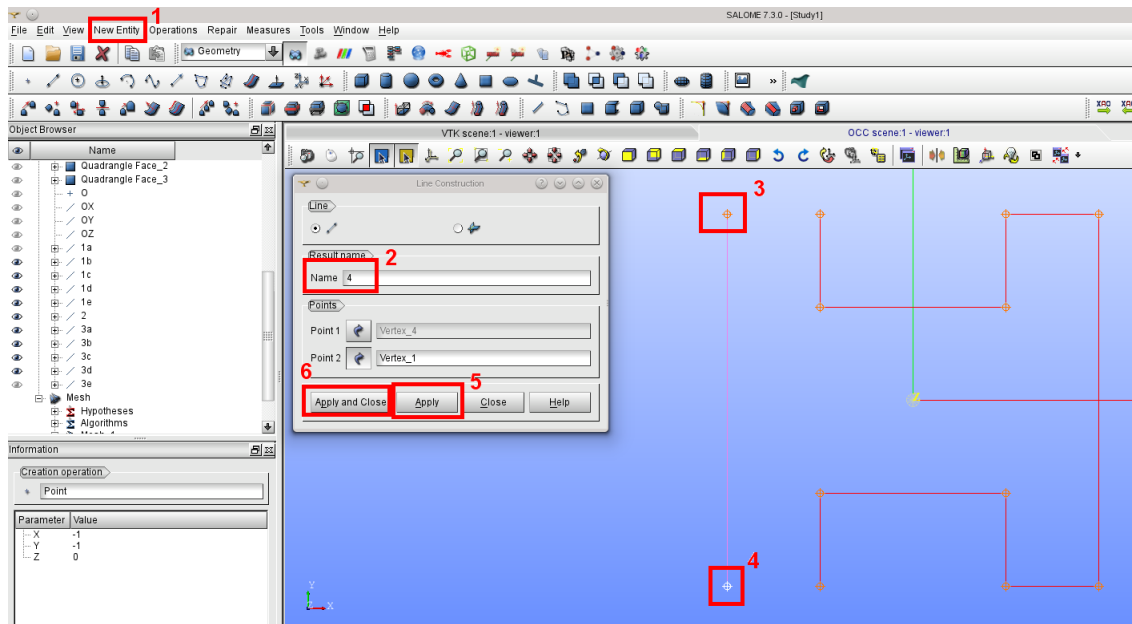 SALOME 7.3.0 - [Study1]
1
File Edit View New Entity Operations Repair Measures Tools Window Help
Geometry
Object Browser
VTK scene:1 - viewer:1
OCC scene:1 - viewer:1
Name
Quadrangle Face_2
Quadrangle Face_3
O
OX
OY
OZ
1a
1b
1c
1d
1e
2
3a
3b
3c
3d
3e
Mesh
Hypotheses
Algorithms
Line Construction
Line
Result name
2
Name 4
Points
Point 1 Vertex_4
Point 2 Vertex_1
6
5
Apply and Close Apply Close Help
3
4
Y
Z X
Information
Creation operation
Point
Parameter Value
X -1
Y -1
Z 0